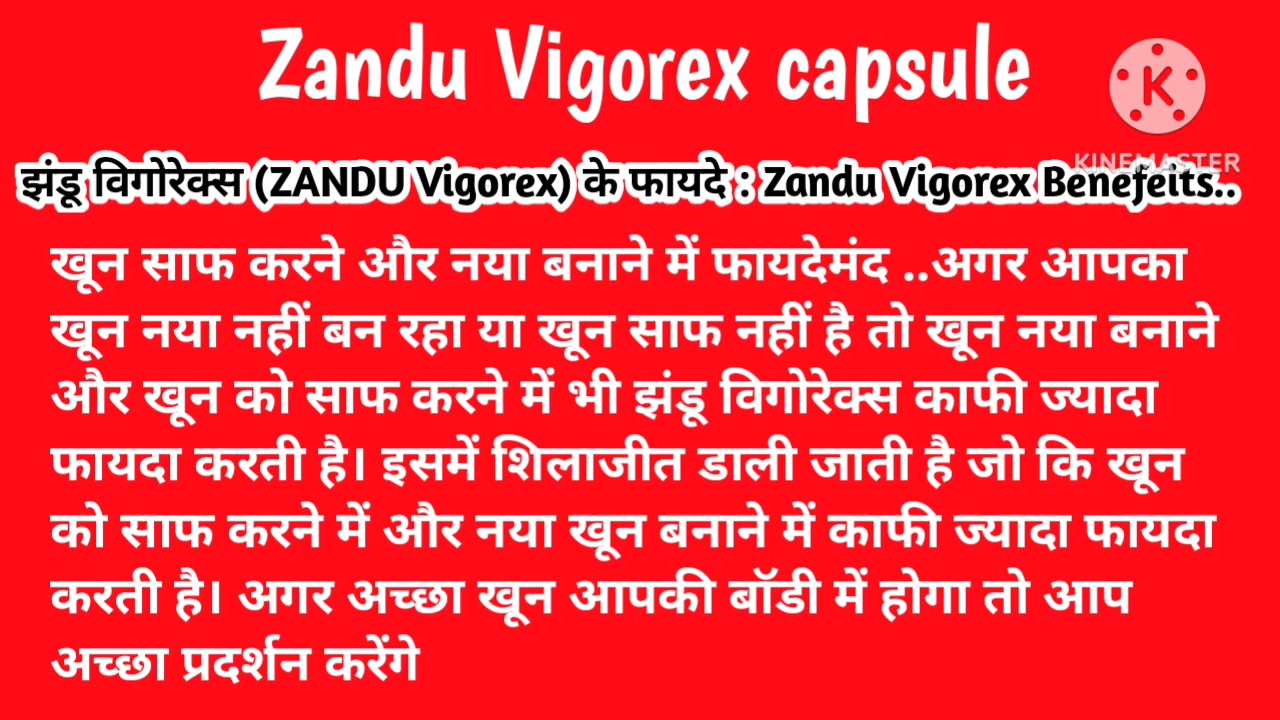 Zandu Vigorex capsule
K
KINEMASTER
झंडू विगोरेक्स (ZANDU Vigorex) के फायदे : Zandu Vigorex Benefeits..
खून साफ करने और नया बनाने में फायदेमंद ..अगर आपका
खून नया नहीं बन रहा या खून साफ नहीं है तो खून नया बनाने
और खून को साफ करने में भी झंडू विगोरेक्स काफी ज्यादा
फायदा करती है। इसमें शिलाजीत डाली जाती है जो कि खून
को साफ करने में और नया खून बनाने में काफी ज्यादा फायदा
करती है। अगर अच्छा खून आपकी बॉडी में होगा तो आप
अच्छा प्रदर्शन करेंगे